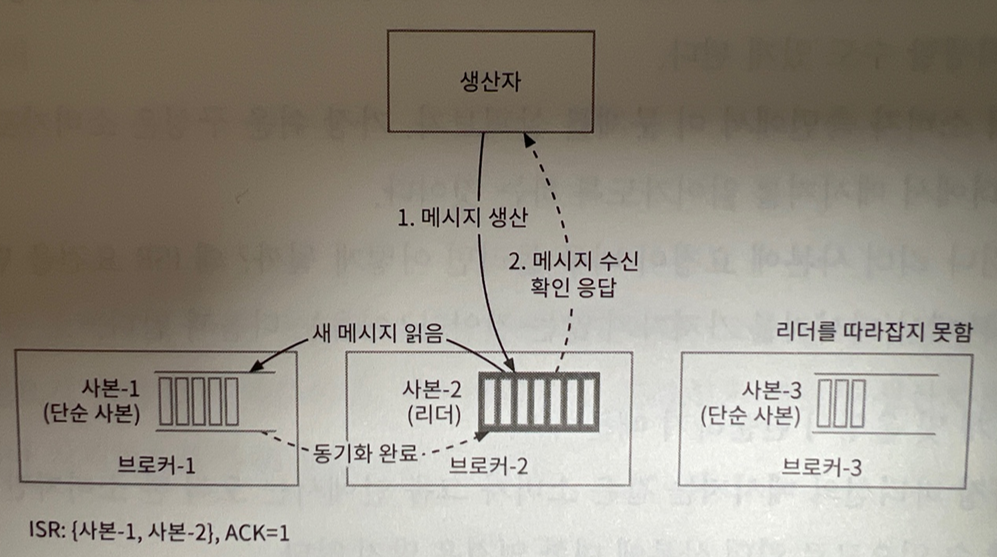 생산자
1. 메시지 생산
2. 메시지 수신
확인 응답
새 메시지 읽음
리더를 따라잡지 못함
사본-1
(단순 사본)
브로커-1
사본-2
(리더)
브로커-2
사본-3
(단순 사본)
브로커-3
동기화 완료
ISR: {사본-1, 사본-2}, ACK=1